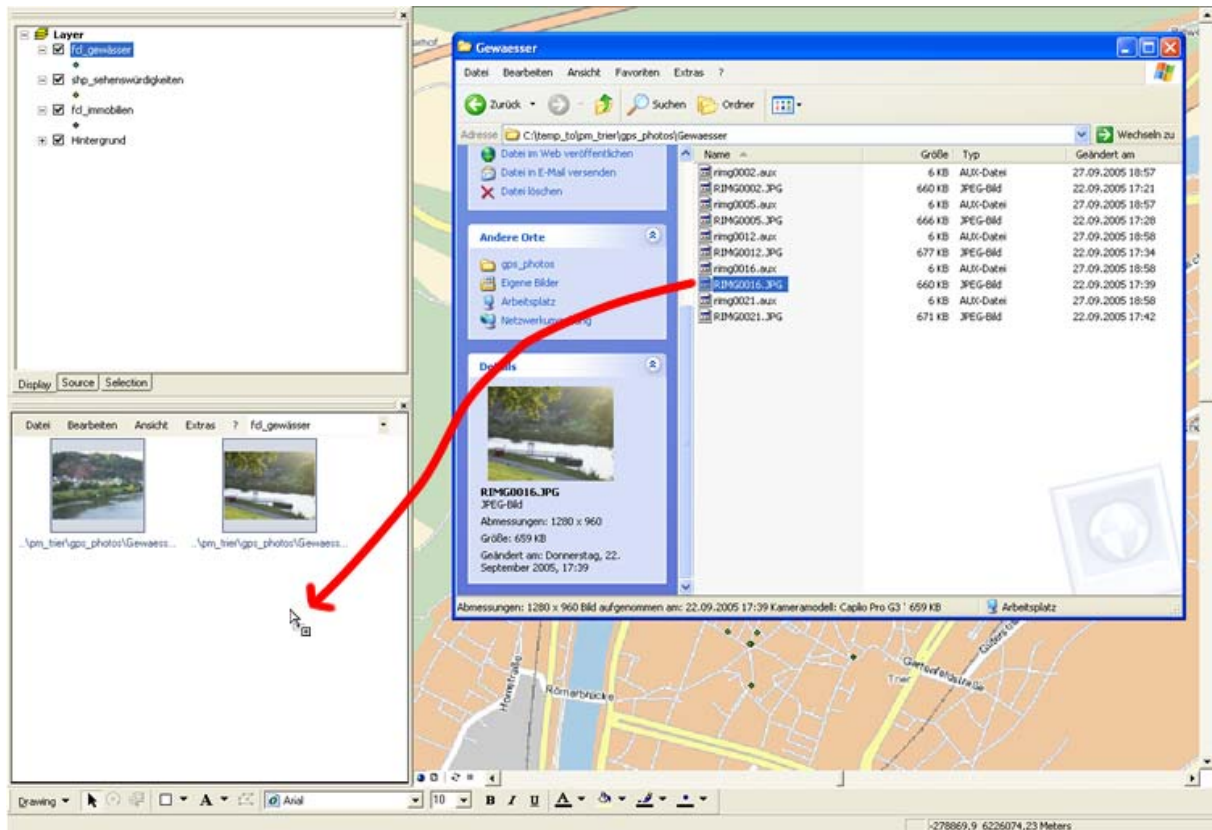 Layer
fcl_gewässer
shp_sehenswürdigkeiten
fcl_immobilien
Hintergrund
Display Source Selection
Datei Bearbeiten Ansicht Extras ? fcl_gewässer
..\pm_trier\gps_photos\Gewaess... ..\pm_trier\gps_photos\Gewaess...
Gewaesser
Datei Bearbeiten Ansicht Favoriten Extras ?
Zurück Suchen Ordner
Adresse C:\temp_to\pm_trier\gps_photos\Gewaesser Wechseln zu
Datei im Web veröffentlichen
Datei in E-Mail versenden
Datei löschen
Andere Orte
gps_photos
Eigene Bilder
Arbeitsplatz
Netzwerkumgebung
Details
RIMG0016.JPG
JPEG-Bild
Abmessungen: 1280 x 960
Größe: 659 KB
Geändert am: Donnerstag, 22.
September 2005, 17:39
Name Größe Typ Geändert am
rimg0002.aux 6 KB AUX-Datei 27.09.2005 18:57
RIMG0002.JPG 660 KB JPEG-Bild 22.09.2005 17:21
rimg0005.aux 6 KB AUX-Datei 27.09.2005 18:57
RIMG0005.JPG 666 KB JPEG-Bild 22.09.2005 17:28
rimg0012.aux 6 KB AUX-Datei 27.09.2005 18:58
RIMG0012.JPG 677 KB JPEG-Bild 22.09.2005 17:34
rimg0016.aux 6 KB AUX-Datei 27.09.2005 18:58
RIMG0016.JPG 660 KB JPEG-Bild 22.09.2005 17:39
rimg0021.aux 6 KB AUX-Datei 27.09.2005 18:58
RIMG0021.JPG 671 KB JPEG-Bild 22.09.2005 17:42
Abmessungen: 1280 x 960 Bild aufgenommen am: 22.09.2005 17:39 Kameramodell: Caplio Pro G3 ' 659 KB Arbeitsplatz
Hornstraße
Römerbrücke
Gartenfeldstraße
Trier
Drawing A Arial 10 B I U A
-278869,9 6226074,23 Meters